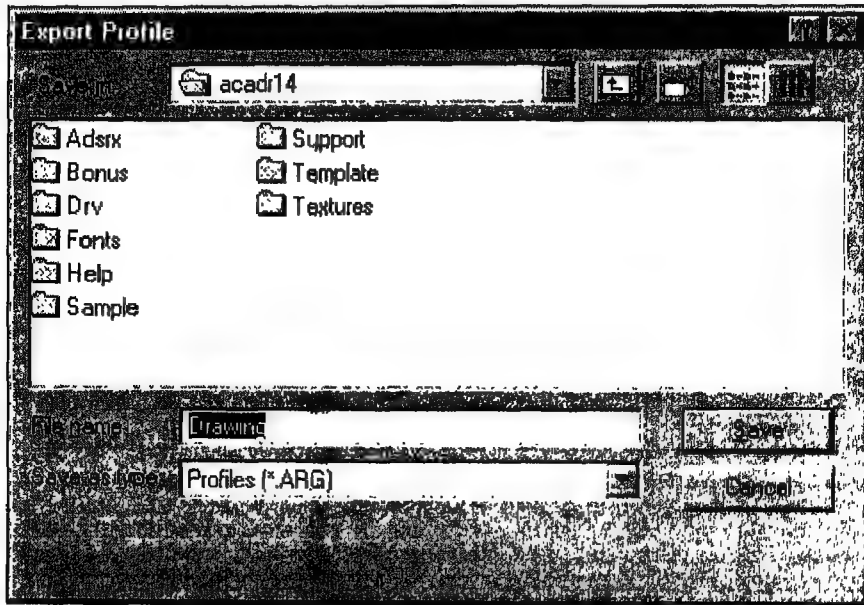 Export Profile
Save in:
acadr14
Adsrx
Bonus
Drv
Fonts
Help
Sample
Support
Template
Textures
File name:
Drawing
Save
Save as type:
Profiles (*.ARG)
Cancel